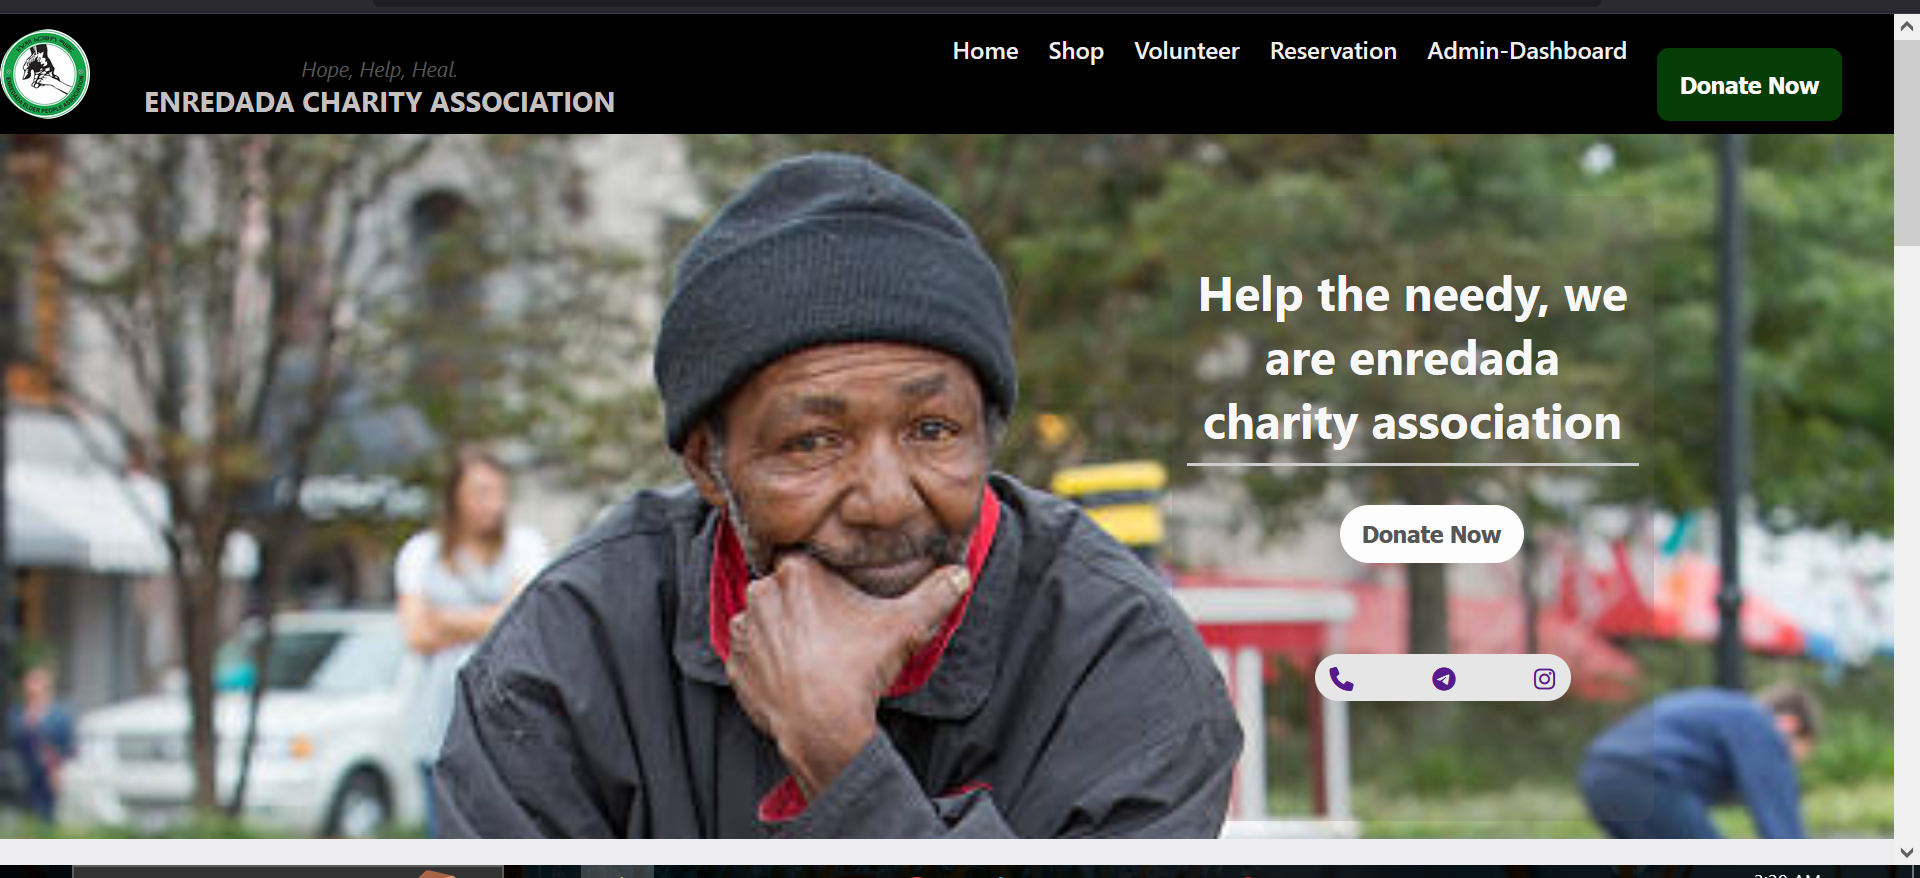 Hope, Help, Heal.
ENREDADA CHARITY ASSOCIATION
Home Shop Volunteer Reservation Admin-Dashboard
Donate Now
Help the needy, we
are enredada
charity association
Donate Now